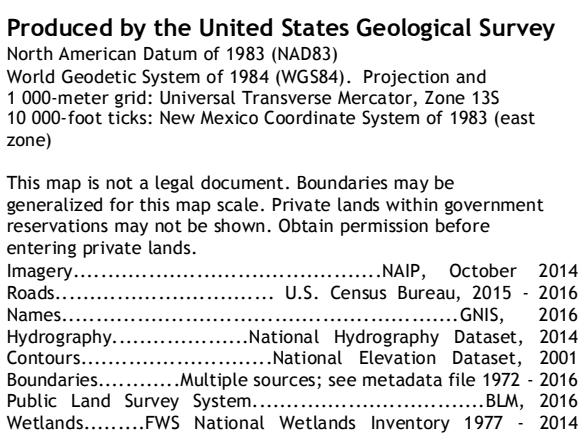 Produced by the United States Geological Survey
North American Datum of 1983 (NAD83)
World Geodetic System of 1984 (WGS84).  Projection and
1 000-meter grid: Universal Transverse Mercator, Zone 13S
10 000-foot ticks: New Mexico Coordinate System of 1983 (east
zone)
This map is not a legal document. Boundaries may be
generalized for this map scale. Private lands within government
reservations may not be shown. Obtain permission before
entering private lands.
Imagery..............................................NAIP, October 2014
Roads................................. U.S. Census Bureau, 2015 - 2016
Names............................................................GNIS, 2016
Hydrography....................National Hydrography Dataset, 2014
Contours............................National Elevation Dataset, 2001
Boundaries............Multiple sources; see metadata file 1972 - 2016
Public Land Survey System..................................BLM, 2016
Wetlands.........FWS National Wetlands Inventory 1977 - 2014